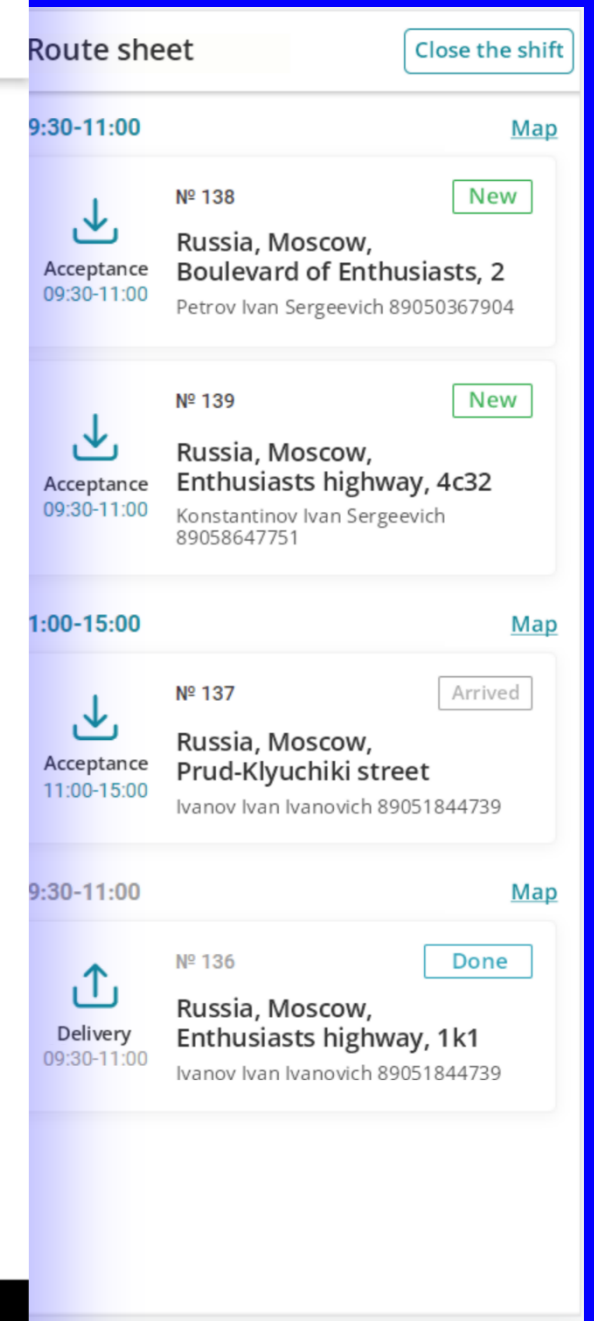 Route sheet
Close the shift
9:30-11:00
Map
№ 138
New
Russia, Moscow,
Boulevard of Enthusiasts, 2
Acceptance
09:30-11:00
Petrov Ivan Sergeevich 89050367904
№ 139
New
Russia, Moscow,
Enthusiasts highway, 4c32
Acceptance
09:30-11:00
Konstantinov Ivan Sergeevich
89058647751
1:00-15:00
Map
№ 137
Arrived
Russia, Moscow,
Prud-Klyuchiki street
Acceptance
11:00-15:00
Ivanov Ivan Ivanovich 89051844739
9:30-11:00
Map
№ 136
Done
Russia, Moscow,
Enthusiasts highway, 1k1
Delivery
09:30-11:00
Ivanov Ivan Ivanovich 89051844739